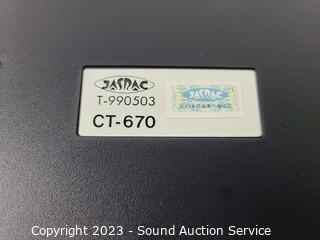 JASRAC
JASRAC
T-990503
CT-670
Copyright 2023 - Sound Auction Service